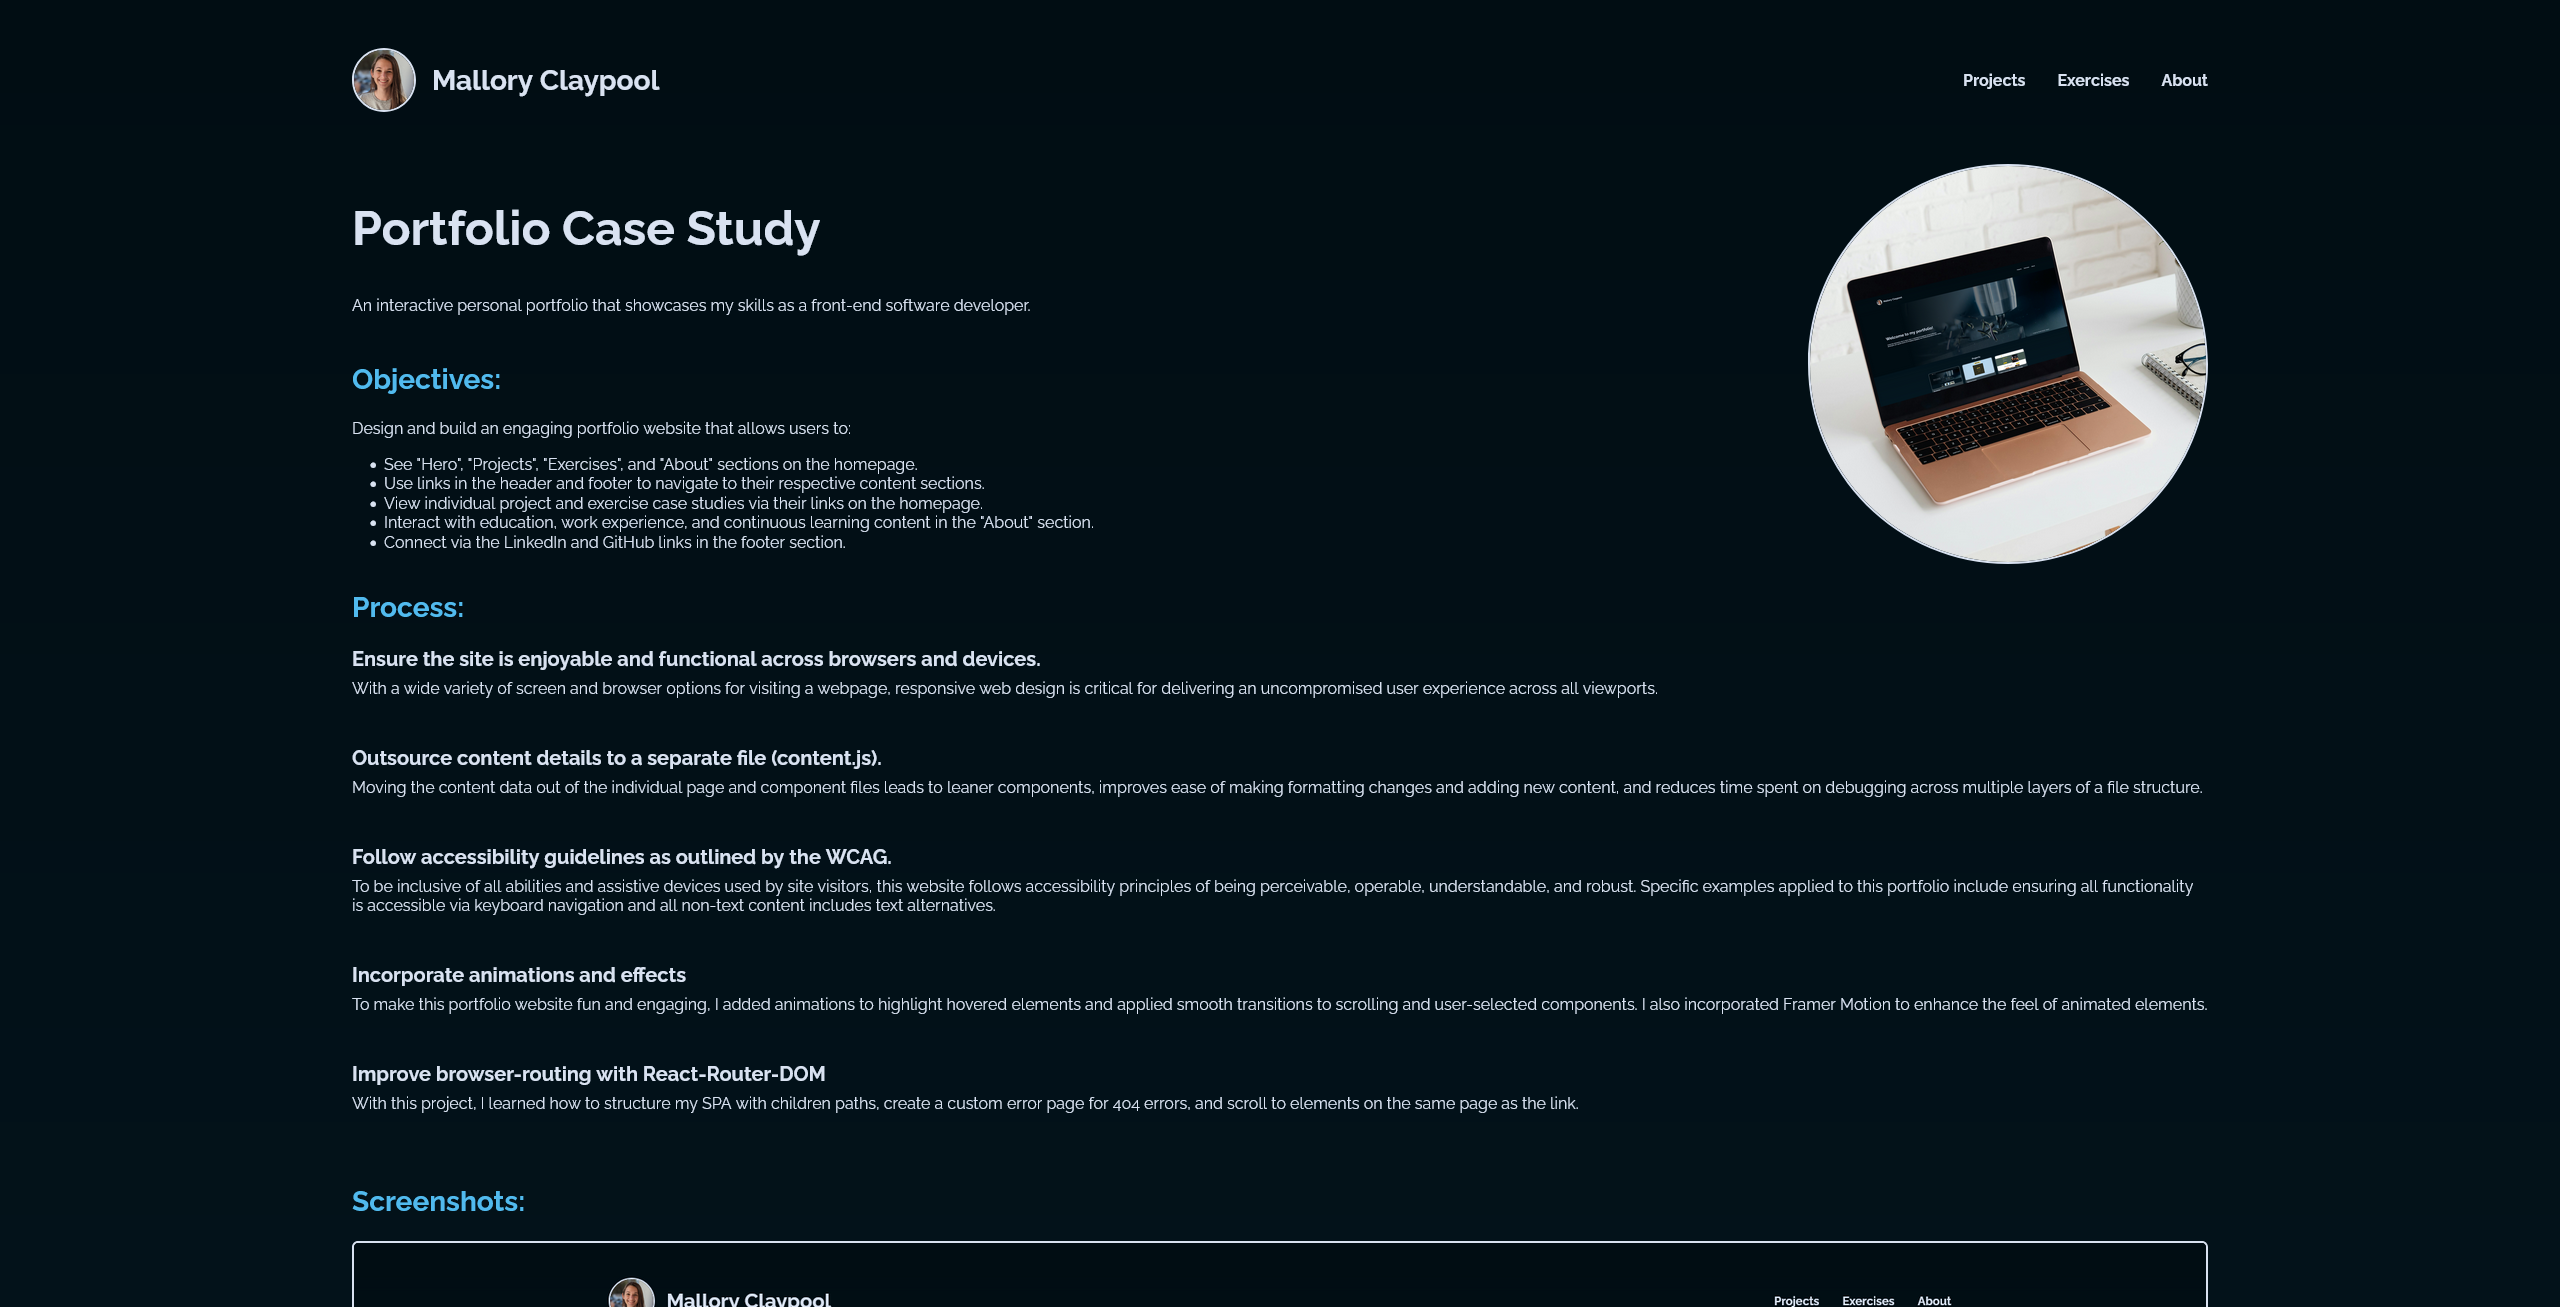 Mallory Claypool
Projects Exercises About
Portfolio Case Study
An interactive personal portfolio that showcases my skills as a front-end software developer.
Objectives:
Design and build an engaging portfolio website that allows users to:
• See "Hero", "Projects", "Exercises", and "About" sections on the homepage.
• Use links in the header and footer to navigate to their respective content sections.
• View individual project and exercise case studies via their links on the homepage.
• Interact with education, work experience, and continuous learning content in the "About" section.
• Connect via the LinkedIn and GitHub links in the footer section.
Welcome to my portfolio
Process:
Ensure the site is enjoyable and functional across browsers and devices.
With a wide variety of screen and browser options for visiting a webpage, responsive web design is critical for delivering an uncompromised user experience across all viewports.
Outsource content details to a separate file (content.js).
Moving the content data out of the individual page and component files leads to leaner components, improves ease of making formatting changes and adding new content, and reduces time spent on debugging across multiple layers of a file structure.
Follow accessibility guidelines as outlined by the WCAG.
To be inclusive of all abilities and assistive devices used by site visitors, this website follows accessibility principles of being perceivable, operable, understandable, and robust. Specific examples applied to this portfolio include ensuring all functionality
is accessible via keyboard navigation and all non-text content includes text alternatives.
Incorporate animations and effects
To make this portfolio website fun and engaging, I added animations to highlight hovered elements and applied smooth transitions to scrolling and user-selected components. I also incorporated Framer Motion to enhance the feel of animated elements.
Improve browser-routing with React-Router-DOM
With this project, I learned how to structure my SPA with children paths, create a custom error page for 404 errors, and scroll to elements on the same page as the link.
Screenshots:
Mallory Claypool
Projects Exercises About